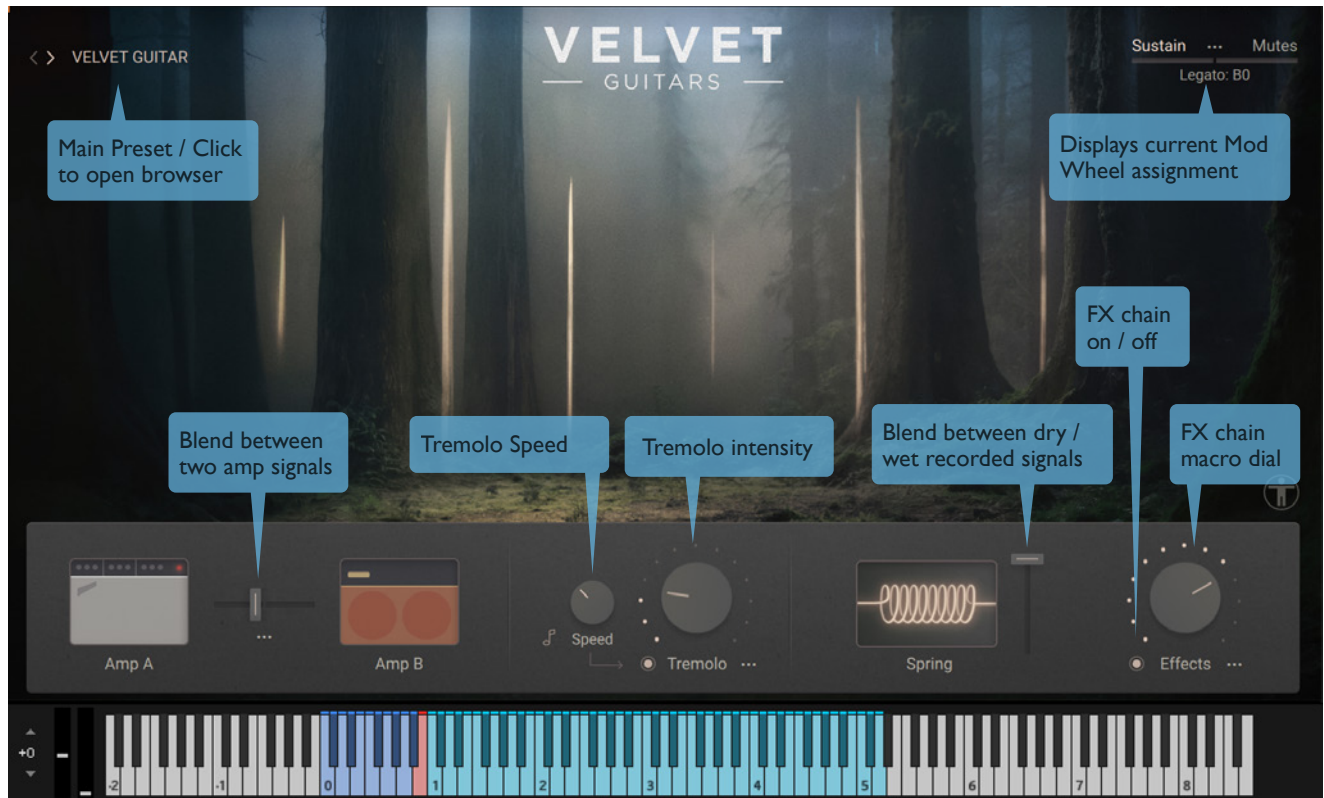 VELVET GUITAR
VELVET
GUITARS
Sustain ... Mutes
Legato: B0
Main Preset / Click
to open browser
Displays current Mod
Wheel assignment
FX chain
on / off
Blend between
two amp signals
Tremolo Speed
Tremolo intensity
Blend between dry /
wet recorded signals
FX chain
macro dial
Amp A
...
Amp B
Speed
Tremolo ...
Spring
Effects ...
+0
-2 -1 0 1 2 3 4 5 6 7 8